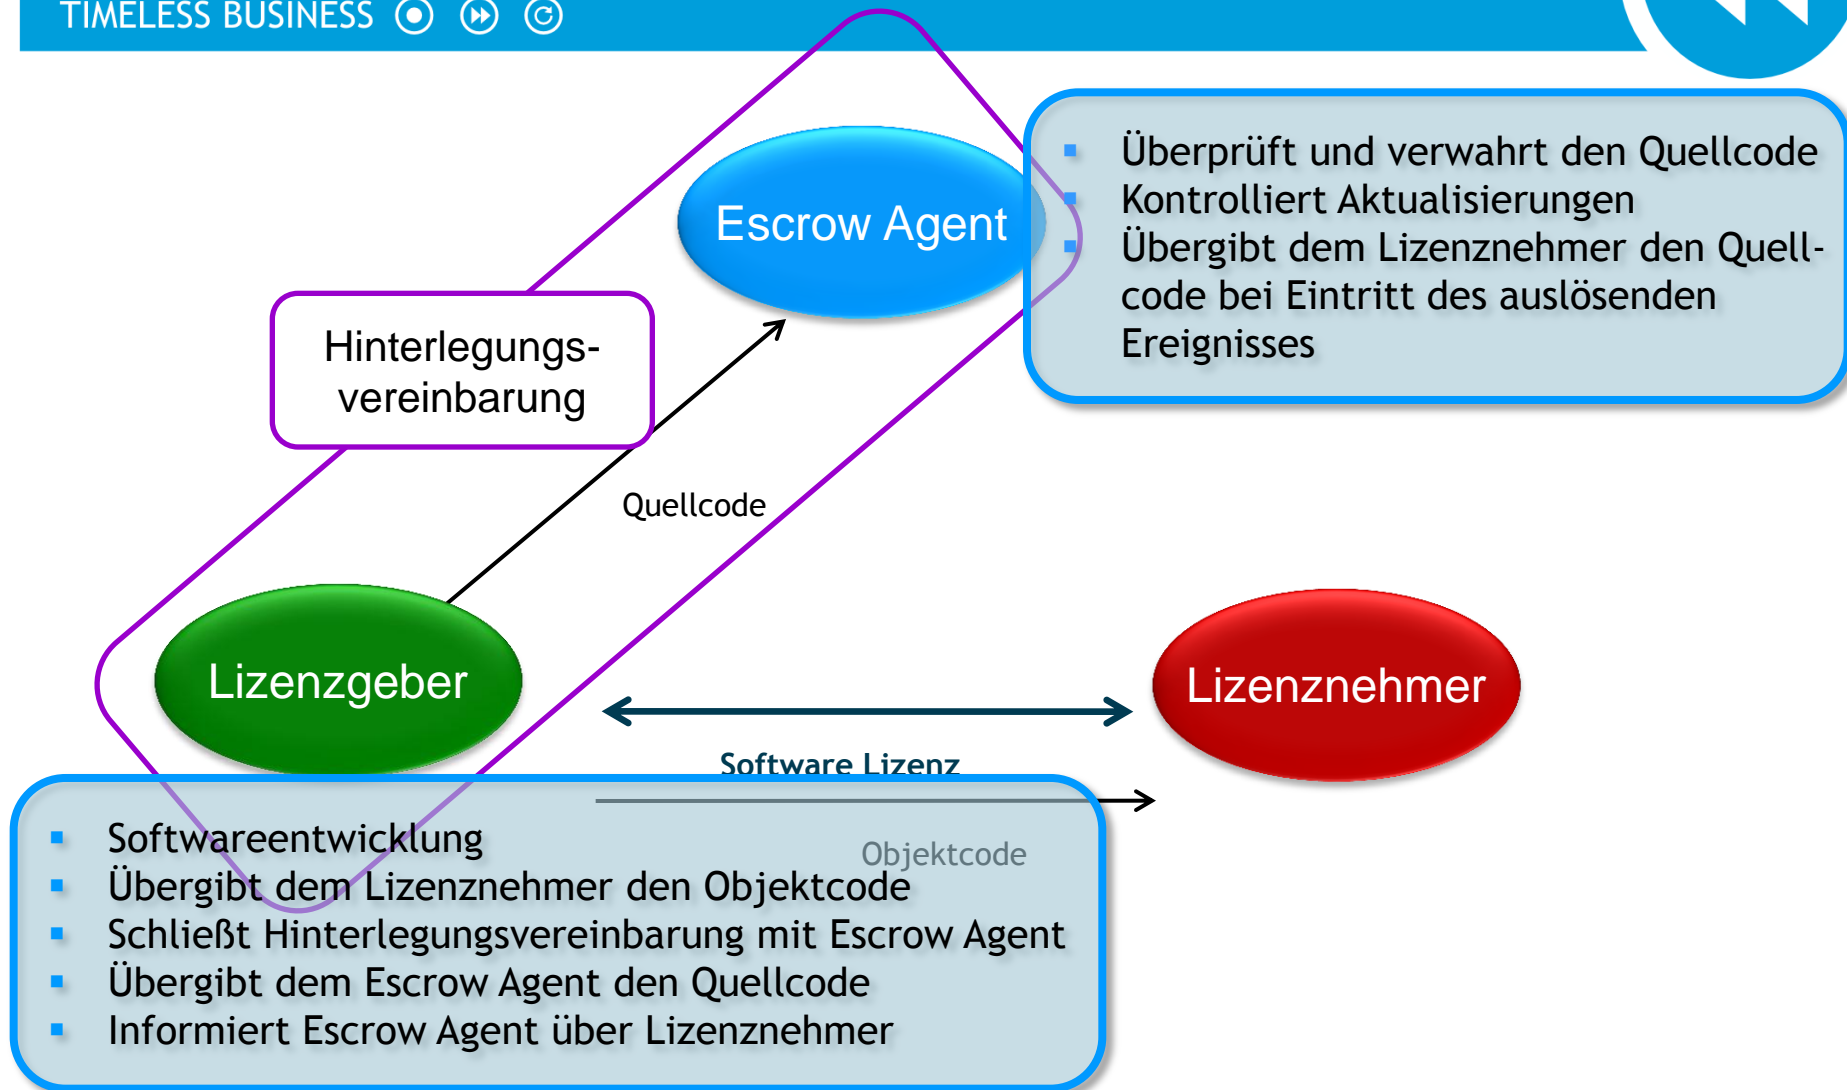 TIMELESS BUSINESS
Escrow Agent
Überprüft und verwahrt den Quellcode
Kontrolliert Aktualisierungen
Übergibt dem Lizenznehmer den Quell-
code bei Eintritt des auslösenden
Ereignisses
Hinterlegungs-
vereinbarung
Quellcode
Lizenzgeber
Lizenznehmer
Software Lizenz
Objektcode
Softwareentwicklung
Übergibt dem Lizenznehmer den Objektcode
Schließt Hinterlegungsvereinbarung mit Escrow Agent
Übergibt dem Escrow Agent den Quellcode
Informiert Escrow Agent über Lizenznehmer